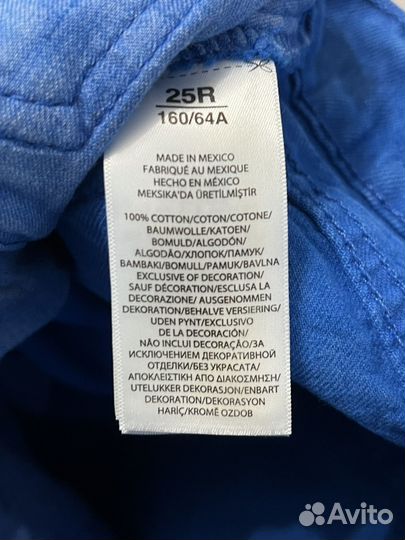 25R
160/64A
MADE IN MEXICO
FABRIQUÉ AU MEXIQUE
HECHO EN MÉXICO
MEKSIKA'DA ÜRETİLMİŞTİR
100% COTTON/COTON/COTONE/
BAUMWOLLE/KATOEN/
BOMULD/ALGODÓN/
ALGODÃO/ХЛОПОК/ПАМУК/
ΒΑΜΒΑΚΙ/BOMULL/PAMUK/BAVLNA
EXCLUSIVE OF DECORATION/
SAUF DÉCORATION/ESCLUSA LA
DECORAZIONE/ AUSGENOMMEN
DEKORATION/BEHALVE VERSIERING/
UDEN PYNT/EXCLUSIVO
DE LA DECORACIÓN/
NÃO INCLUI DECORAÇÃO/ЗА
ИСКЛЮЧЕНИЕМ ДЕКОРАТИВНОЙ
ОТДЕЛКИ/БЕЗ УКРАСАТА/
ΑΠΟΚΛΕΙΣΤΙΚΗ ΑΠΟ ΔΙΑΚΟΣΜΗΣΗ/
UTELUKKER DEKORASJON/ENBART
DEKORATION/DEKORASYON
HARİÇ/KROMĚ OZDOB
Avito